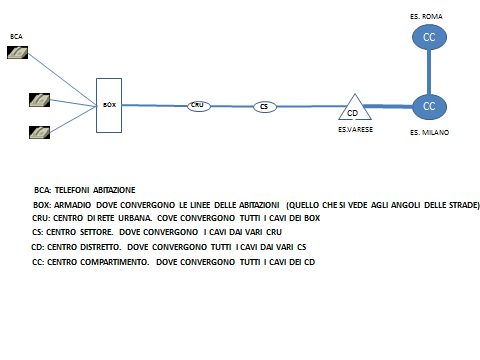 ES. ROMA
BCA
CC
BOX
CRU
CS
CD
CC
ES.VARESE
ES. MILANO
BCA: TELEFONI ABITAZIONE
BOX: ARMADIO DOVE CONVERGONO LE LINEE DELLE ABITAZIONI (QUELLO CHE SI VEDE AGLI ANGOLI DELLE STRADE)
CRU: CENTRO DI RETE URBANA. COVE CONVERGONO TUTTI I CAVI DEI BOX
CS: CENTRO SETTORE. DOVE CONVERGONO I CAVI DAI VARI CRU
CD: CENTRO DISTRETTO. DOVE CONVERGONO TUTTI I CAVI DAI VARI CS
CC: CENTRO COMPARTIMENTO. DOVE CONVERGONO TUTTI I CAVI DEI CD